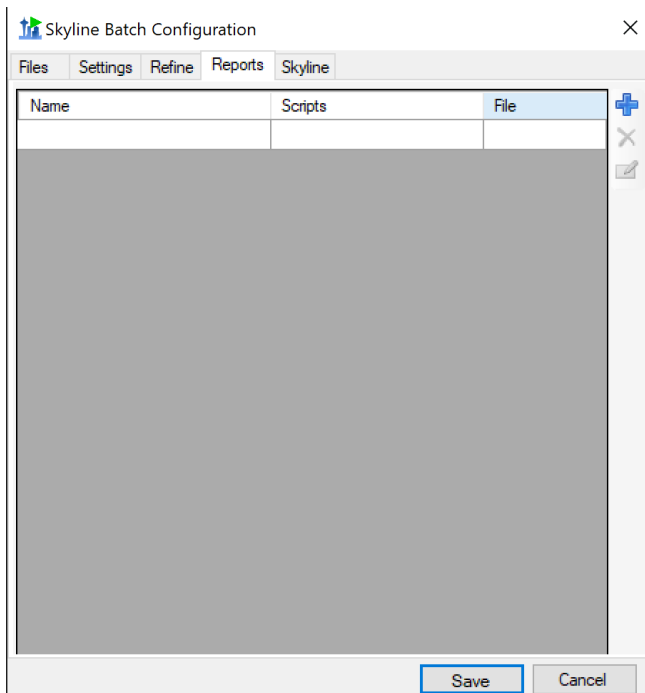 Skyline Batch Configuration
Files Settings Refine Reports Skyline
Name Scripts File
Save Cancel